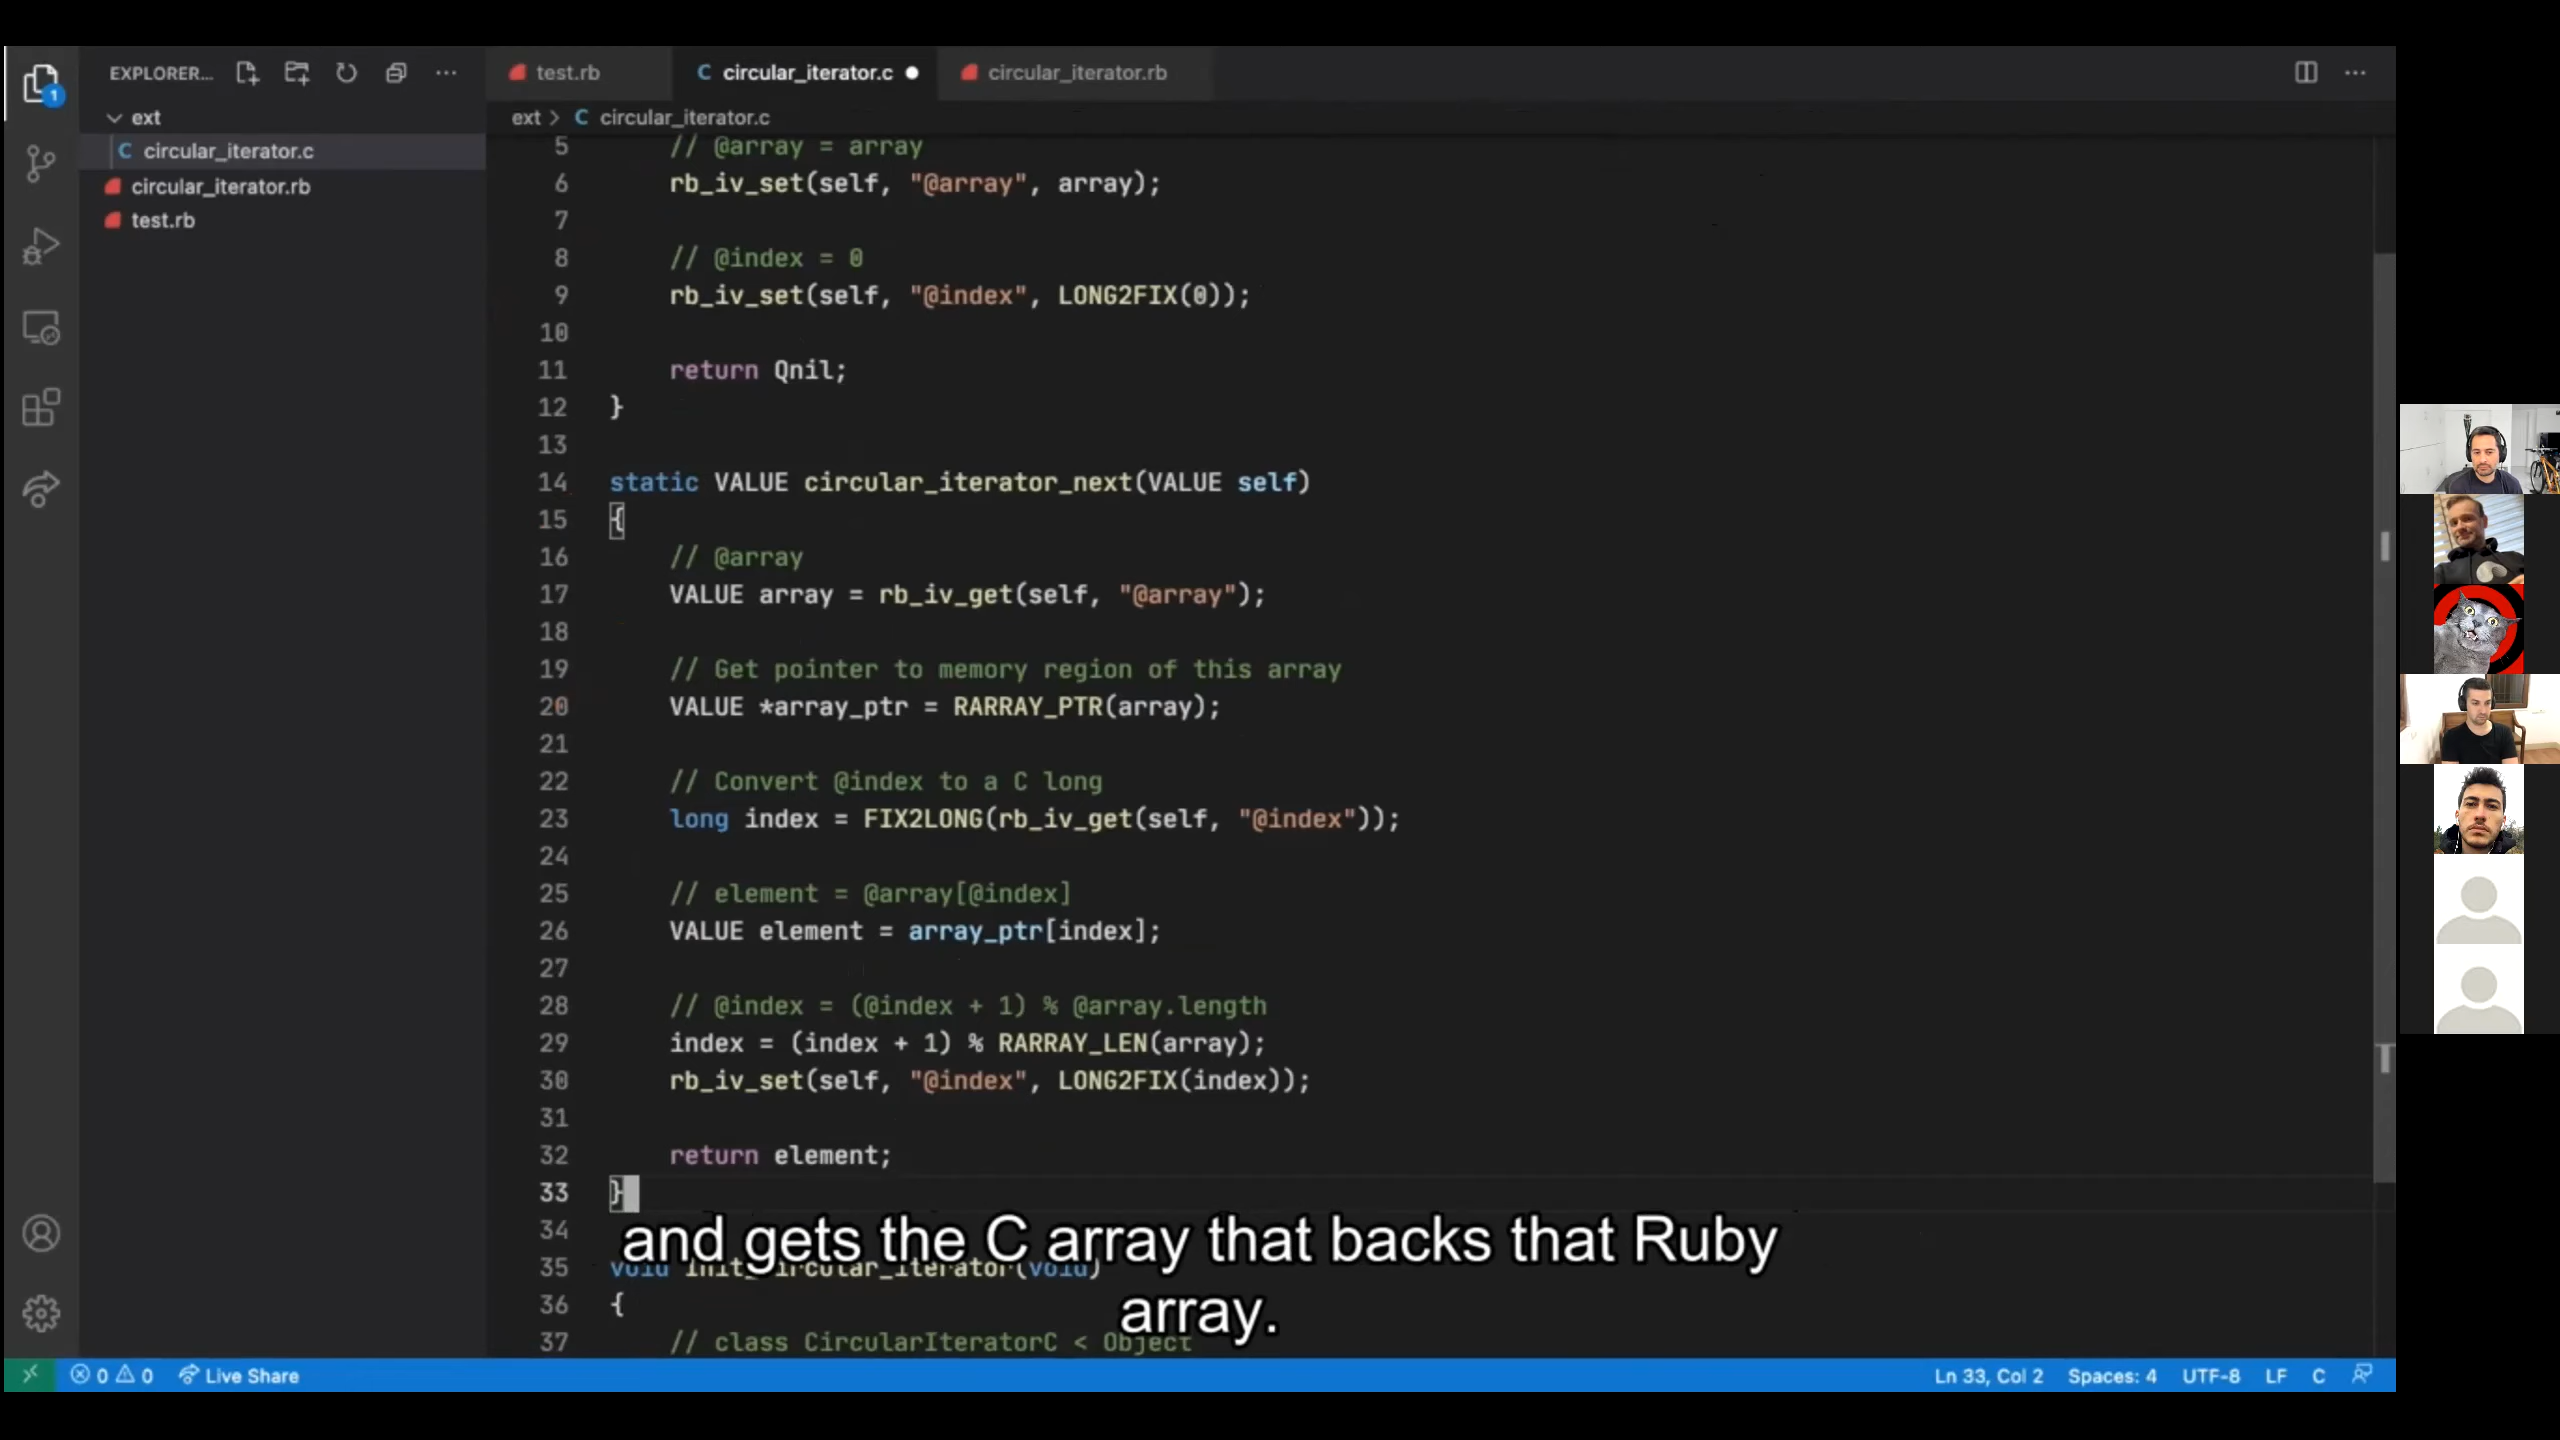 EXPLORER...
ext
C circular_iterator.c
circular_iterator.rb
test.rb
1
test.rb
C circular_iterator.c
circular_iterator.rb
ext > C circular_iterator.c
5 // @array = array
6 rb_iv_set(self, "@array", array);
7
8 // @index = 0
9 rb_iv_set(self, "@index", LONG2FIX(0));
10
11 return Qnil;
12 }
13
14 static VALUE circular_iterator_next(VALUE self)
15 {
16 // @array
17 VALUE array = rb_iv_get(self, "@array");
18
19 // Get pointer to memory region of this array
20 VALUE *array_ptr = RARRAY_PTR(array);
21
22 // Convert @index to a C long
23 long index = FIX2LONG(rb_iv_get(self, "@index"));
24
25 // element = @array[@index]
26 VALUE element = array_ptr[index];
27
28 // @index = (@index + 1) % @array.length
29 index = (index + 1) % RARRAY_LEN(array);
30 rb_iv_set(self, "@index", LONG2FIX(index));
31
32 return element;
33 }
34
35 void Init_circular_iterator(void)
36 {
37 // class CircularIteratorC < Object
and gets the C array that backs that Ruby
array.
0 0 Live Share
Ln 33, Col 2 Spaces: 4 UTF-8 LF C